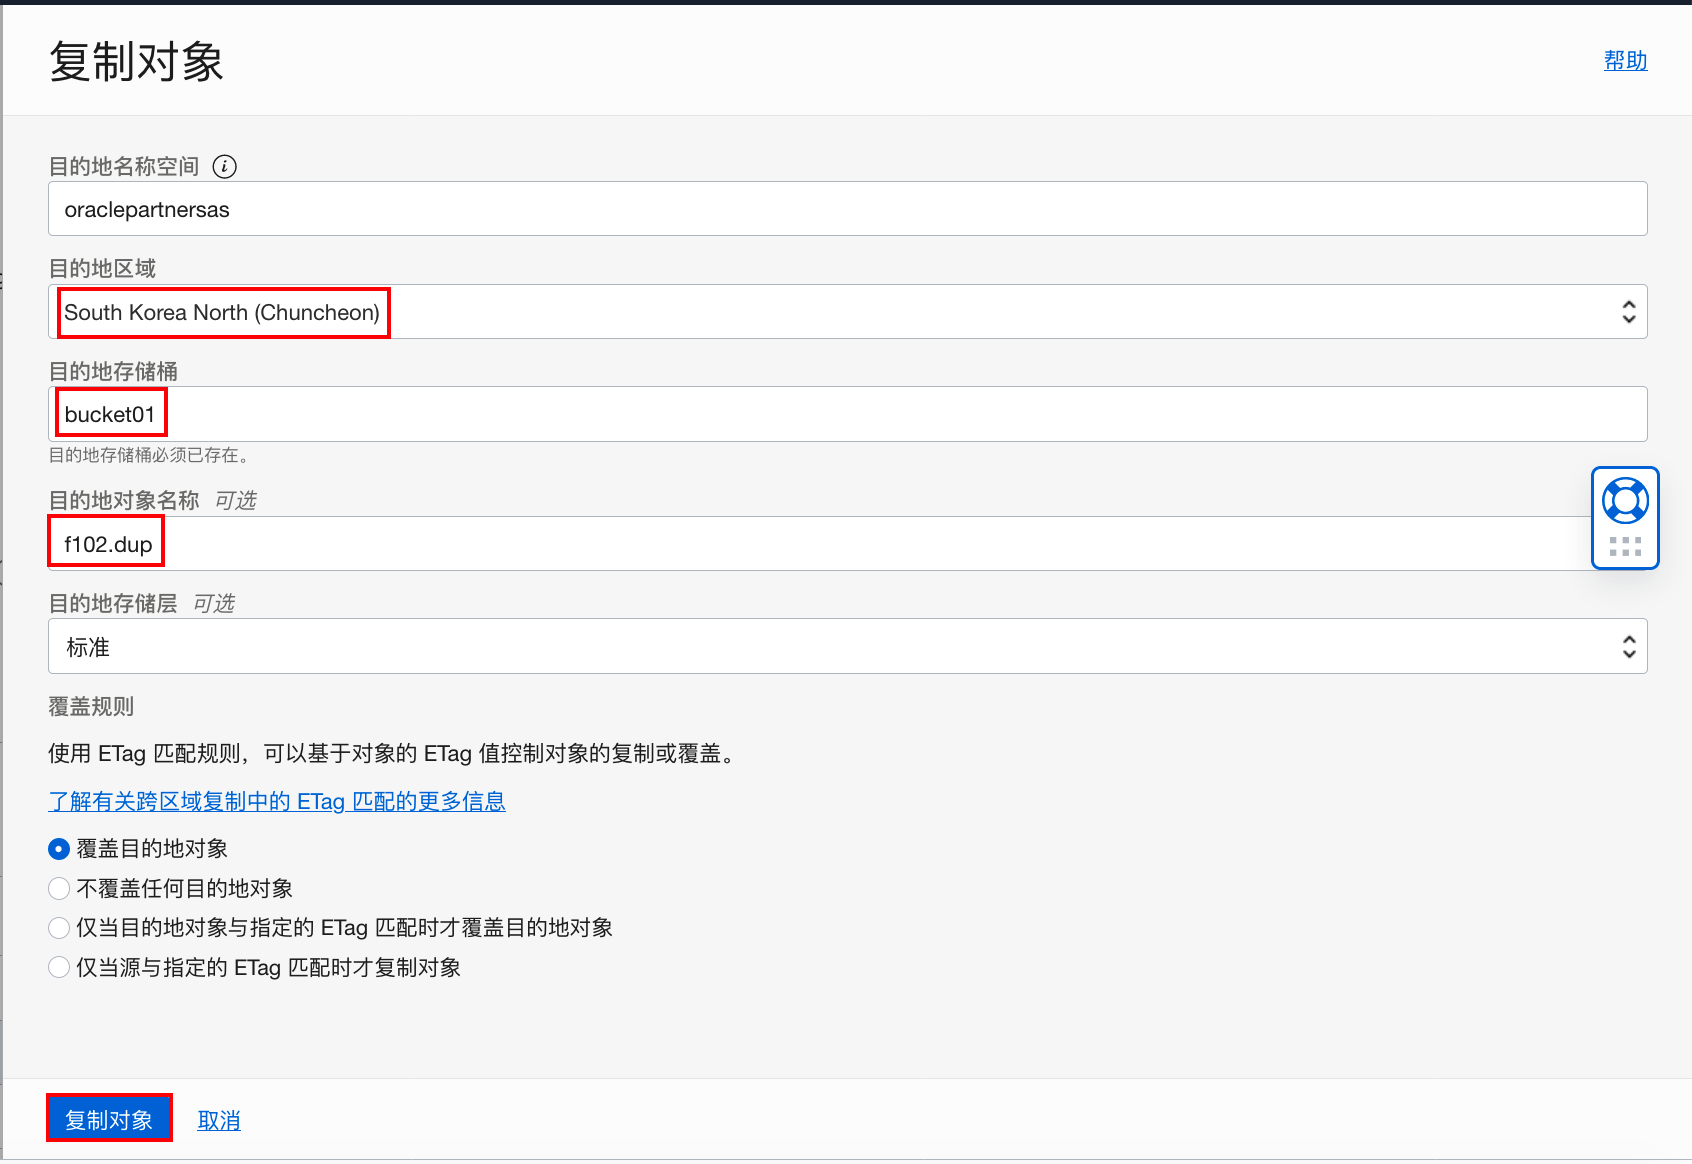 复制对象
帮助
目的地名称空间
oraclepartnersas
目的地区域
South Korea North (Chuncheon)
目的地存储桶
bucket01
目的地存储桶必须已存在。
目的地对象名称 可选
f102.dup
目的地存储层 可选
标准
覆盖规则
使用 ETag 匹配规则，可以基于对象的 ETag 值控制对象的复制或覆盖。
了解有关跨区域复制中的 ETag 匹配的更多信息
覆盖目的地对象
不覆盖任何目的地对象
仅当目的地对象与指定的 ETag 匹配时才覆盖目的地对象
仅当源与指定的 ETag 匹配时才复制对象
复制对象 取消